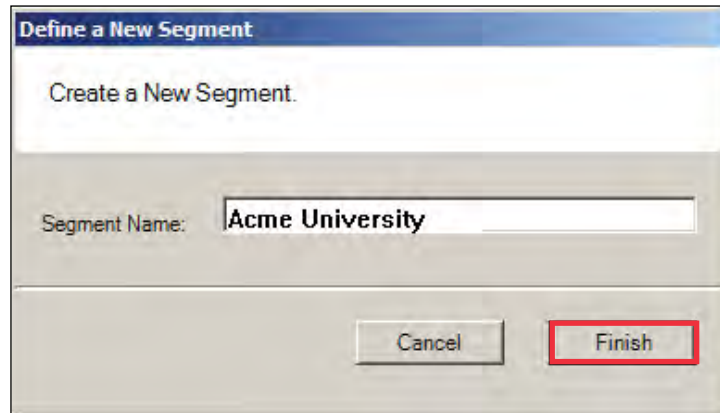 Define a New Segment
Create a New Segment.
Segment Name: Acme University
Cancel Finish